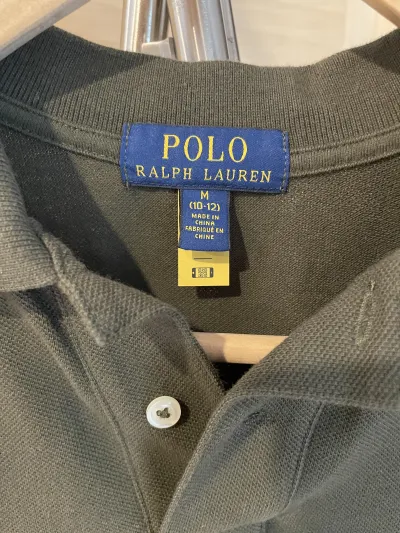 POLO
RALPH LAUREN
M
(10-12)
MADE IN
CHINA
FABRIQUÉ EN
CHINE